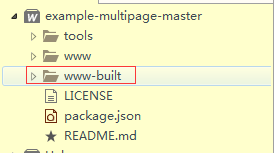 example-multipage-master
tools
www
www-built
LICENSE
package.json
README.md